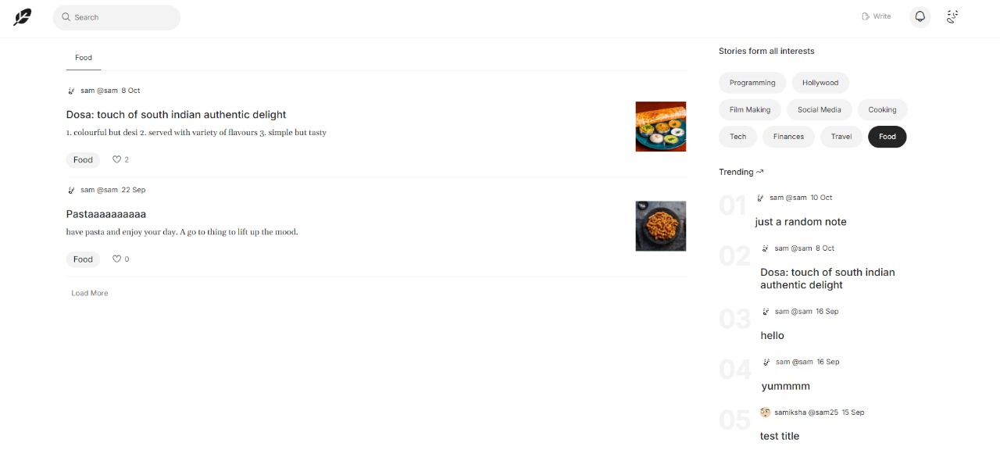 Search
Write
Food
sam @sam 8 Oct
Dosa: touch of south indian authentic delight
1. colourful but desi 2. served with variety of flavours 3. simple but tasty
Food 2
sam @sam 22 Sep
Pastaaaaaaaaaa
have pasta and enjoy your day. A go to thing to lift up the mood.
Food 0
Load More
Stories form all interests
Programming Hollywood
Film Making Social Media Cooking
Tech Finances Travel Food
Trending
01 sam @sam 10 Oct
just a random note
02 sam @sam 8 Oct
Dosa: touch of south indian
authentic delight
03 sam @sam 16 Sep
hello
04 sam @sam 16 Sep
yummmm
05 samiksha @sam25 15 Sep
test title